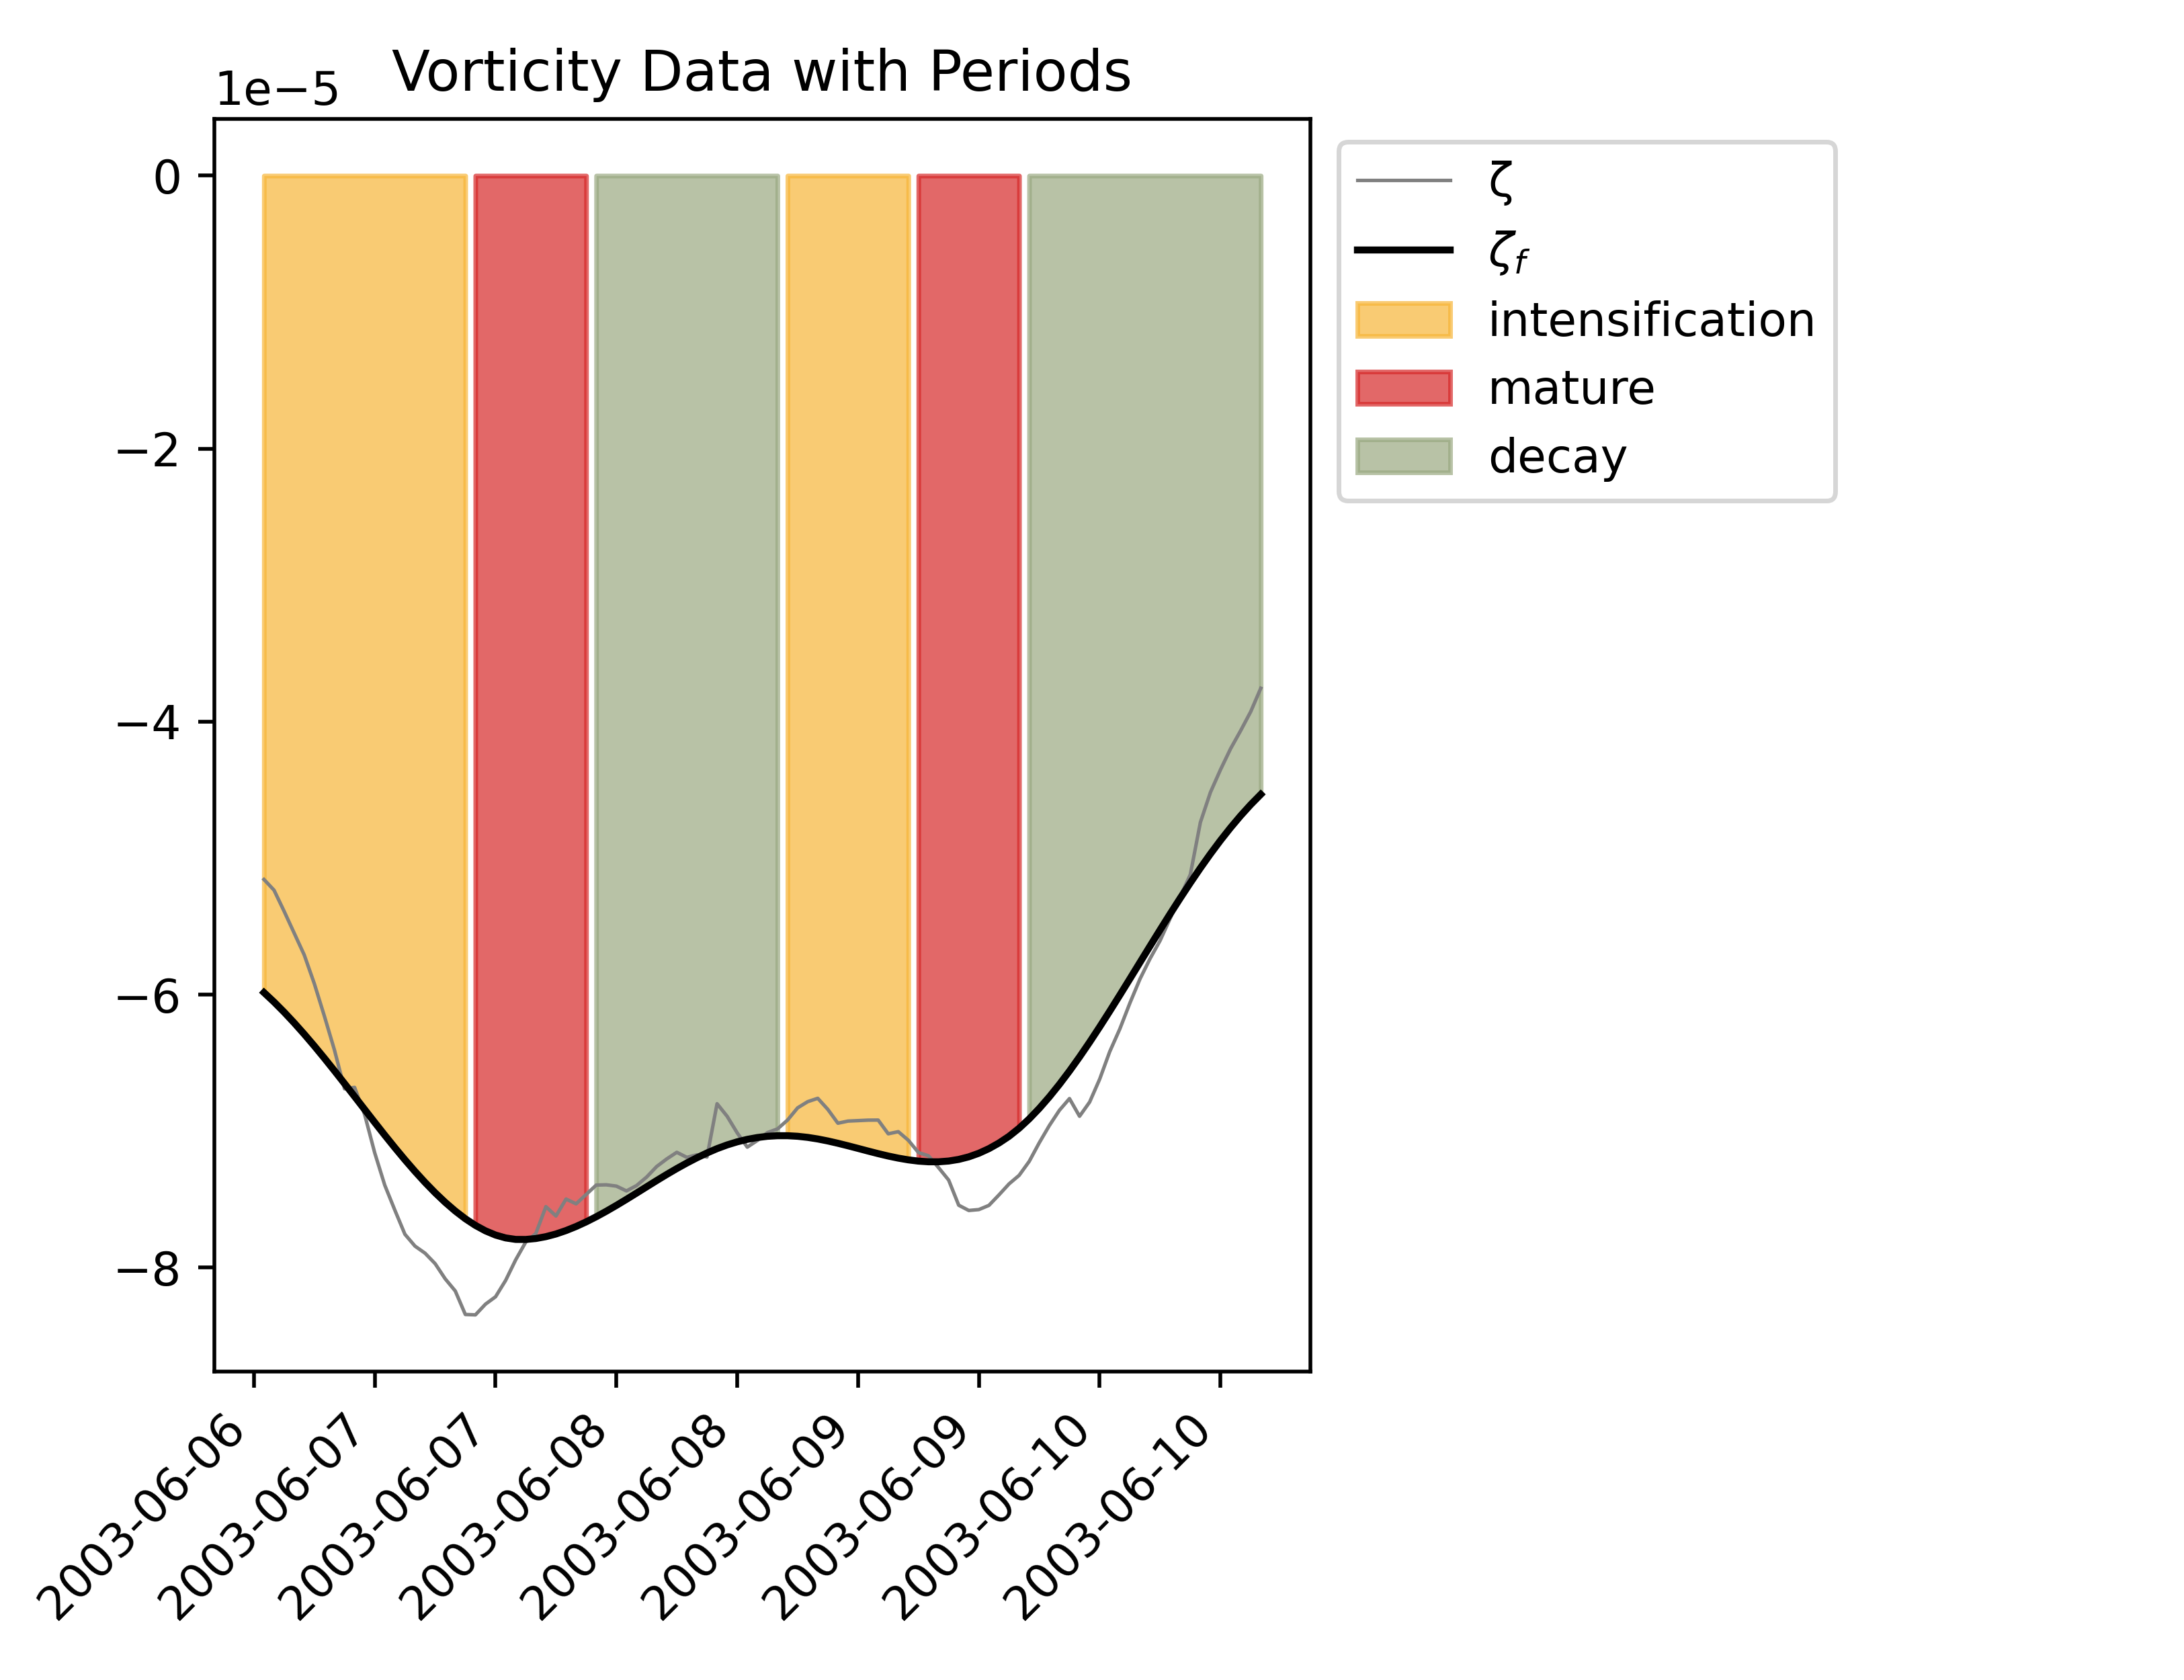 Vorticity Data with Periods
1e−5
0
−2
−4
−6
−8
2003-06-06
2003-06-07
2003-06-07
2003-06-08
2003-06-08
2003-06-09
2003-06-09
2003-06-10
2003-06-10
ζ
ζf
intensification
mature
decay